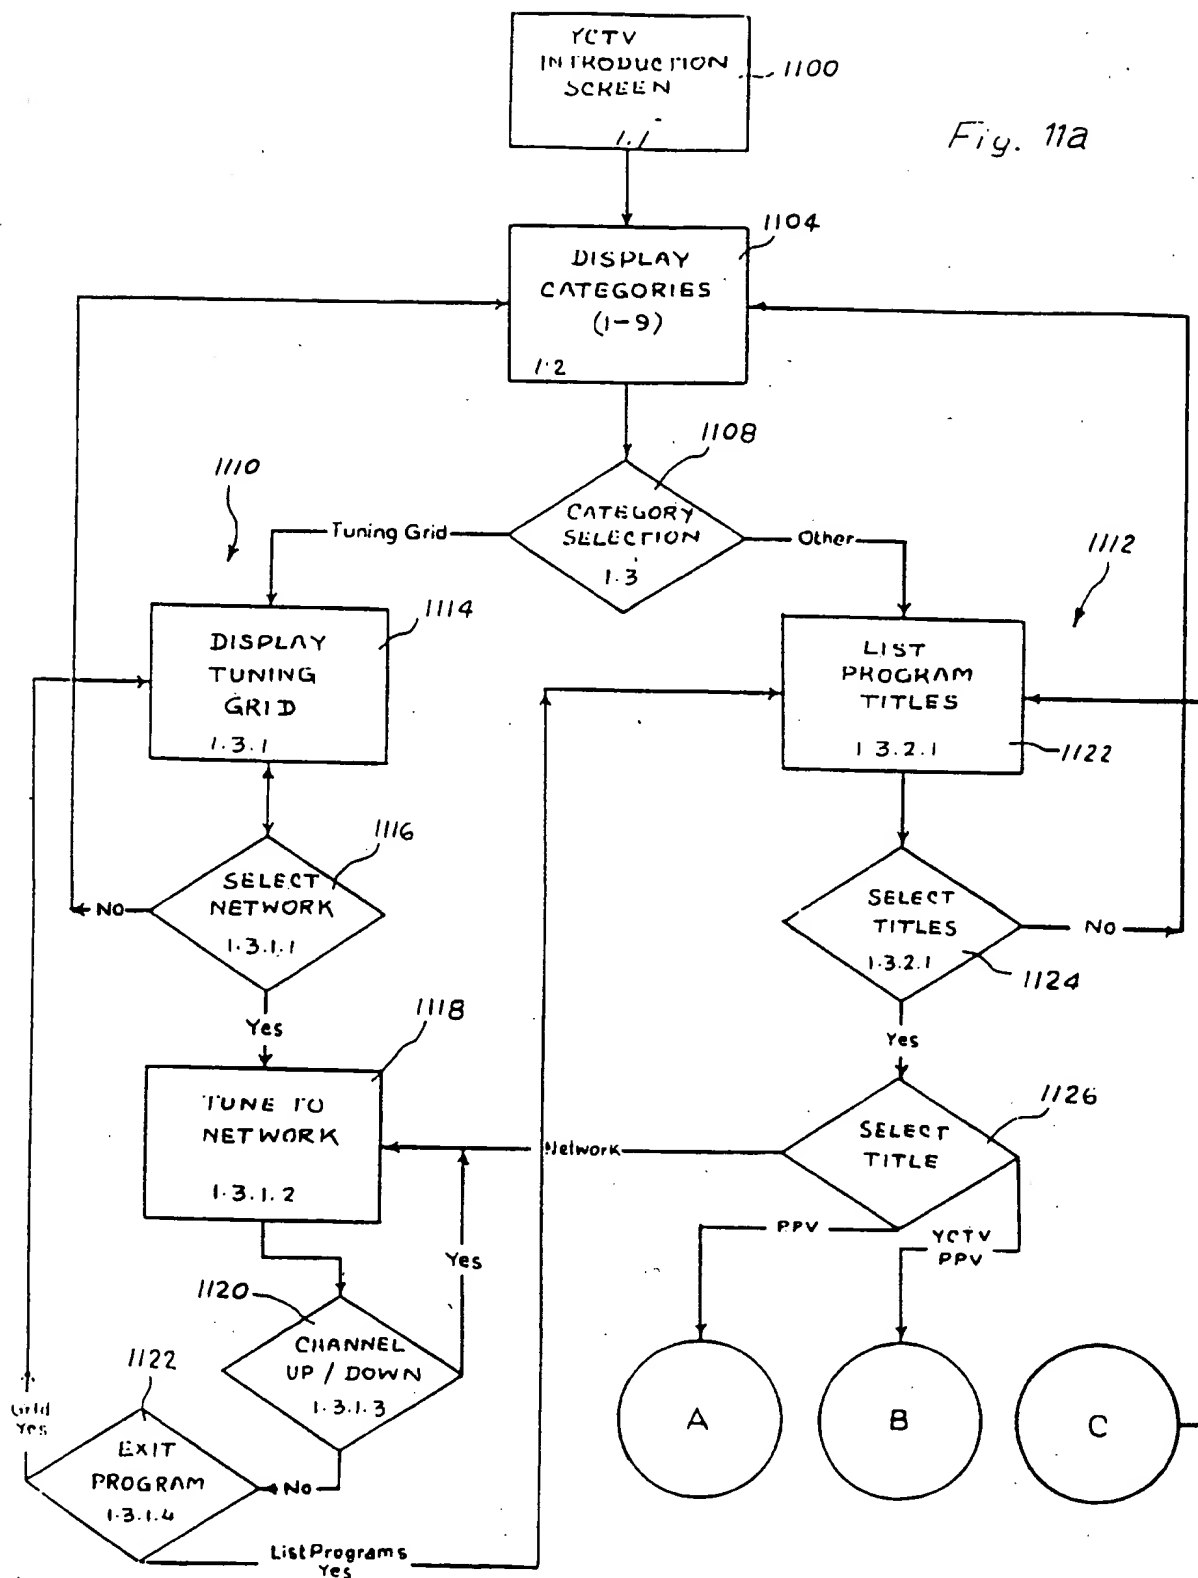 YCTV
INTRODUCTION
SCREEN
1.1
1100
Fig. 11a
1104
DISPLAY
CATEGORIES
(1-9)
1.2
1108
CATEGORY
SELECTION
1.3
Tuning Grid
Other
1110
1112
1114
DISPLAY
TUNING
GRID
1.3.1
LIST
PROGRAM
TITLES
1.3.2.1
1122
1116
SELECT
NETWORK
1.3.1.1
No
Yes
SELECT
TITLES
1.3.2.1
No
1124
Yes
1118
TUNE TO
NETWORK
1.3.1.2
Network
1126
SELECT
TITLE
PPV
YCTV
PPV
Yes
1120
CHANNEL
UP / DOWN
1.3.1.3
No
1122
EXIT
PROGRAM
1.3.1.4
Grid
Yes
List Programs
Yes
A
B
C